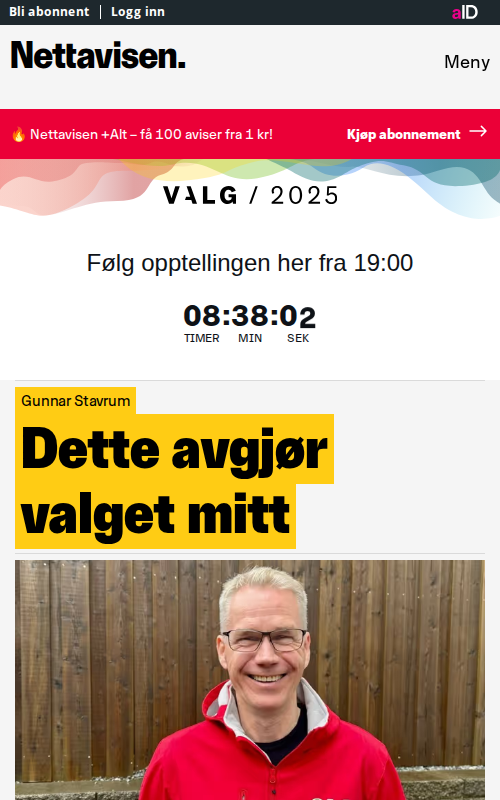 Bli abonnent | Logg inn
aID
Nettavisen.
Meny
🔥 Nettavisen +Alt – få 100 aviser fra 1 kr!
Kjøp abonnement →
VALG / 2025
Følg opptellingen her fra 19:00
08:38:02
TIMER MIN SEK
Gunnar Stavrum
Dette avgjør
valget mitt